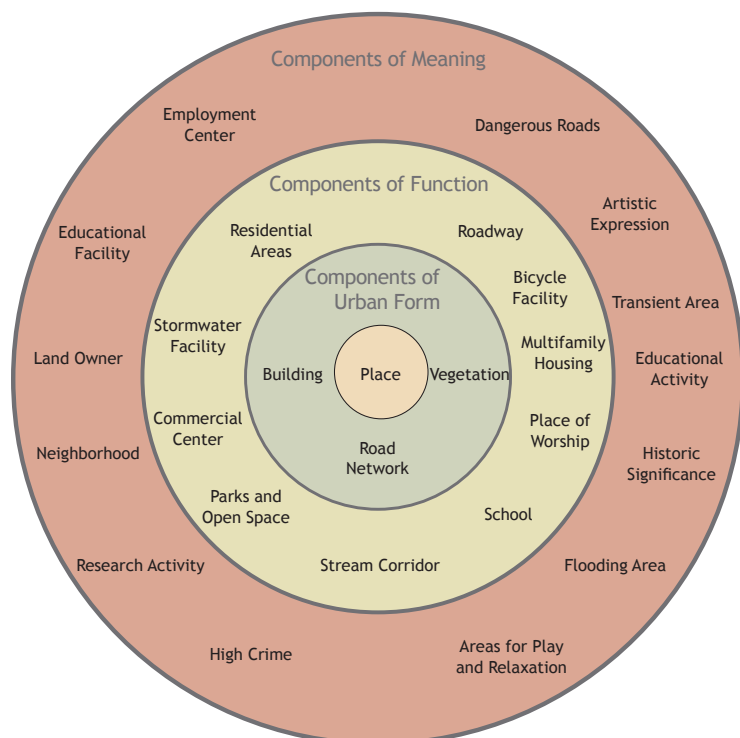 Components of Meaning
Employment
Center
Dangerous Roads
Components of Function
Artistic
Expression
Residential
Areas
Roadway
Educational
Facility
Components of
Urban Form
Bicycle
Facility
Transient Area
Stormwater
Facility
Multifamily
Housing
Land Owner
Building
Place
Vegetation
Educational
Activity
Commercial
Center
Place of
Worship
Neighborhood
Road
Network
Historic
Significance
Parks and
Open Space
School
Research Activity
Stream Corridor
Flooding Area
High Crime
Areas for Play
and Relaxation